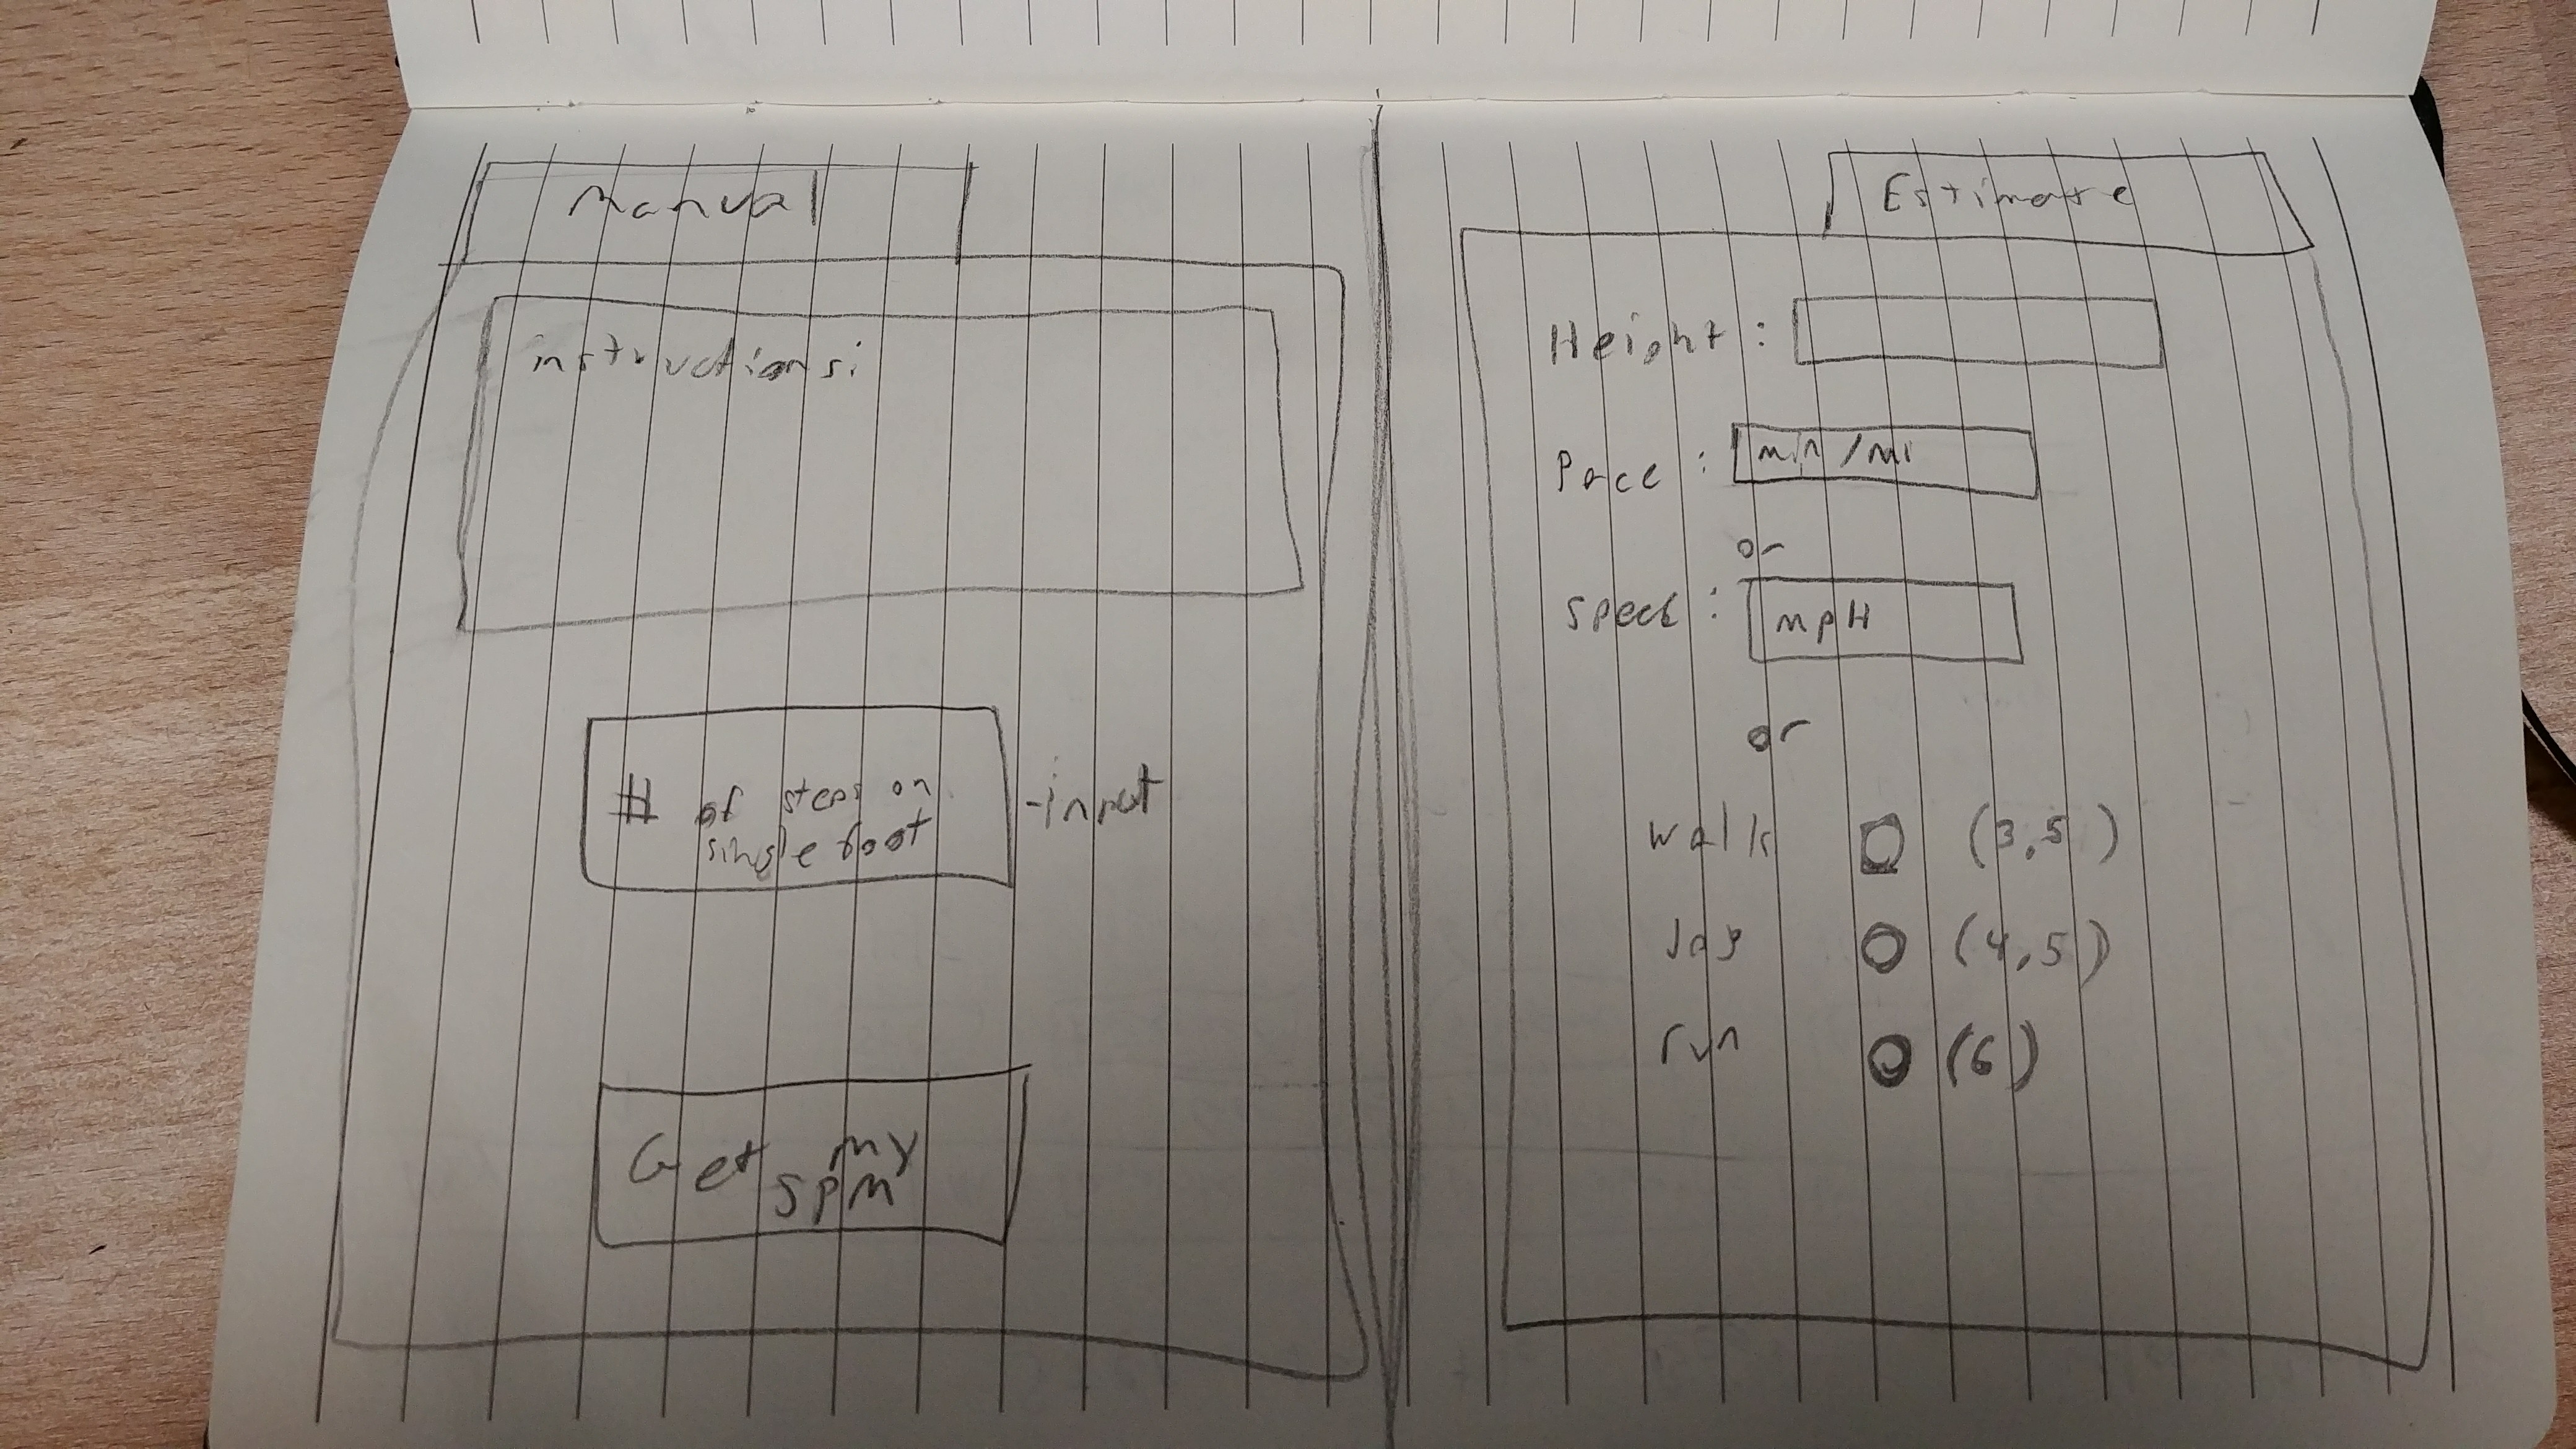 Manual
instructions:
# of steps on
single foot
-input
Get my
SPM
Estimate
Height :
Pace : min/mi
or
Speed : mpH
or
walk (3.5)
Jog (4.5)
run (6)